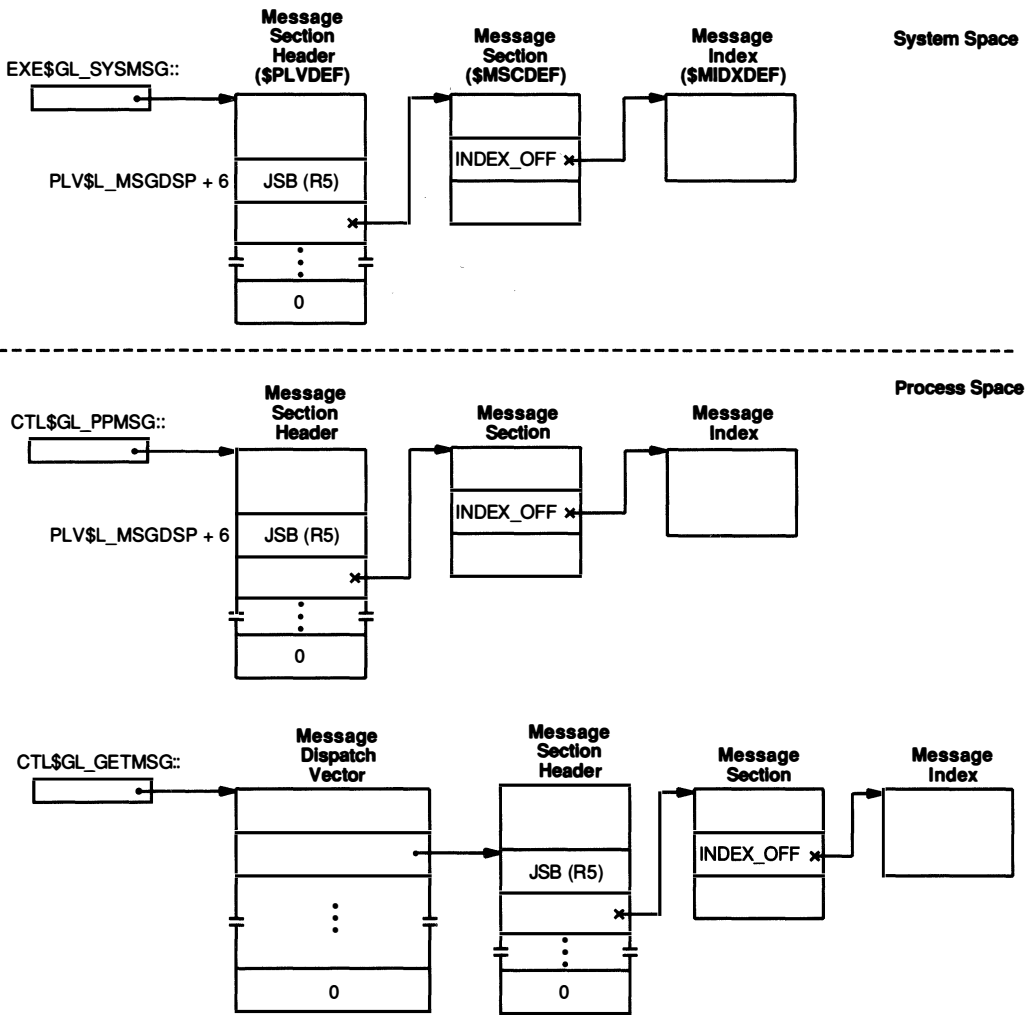 System Space
EXE$GL_SYSMSG::
Message
Section
Header
($PLVDEF)
Message
Section
($MSCDEF)
Message
Index
($MIDXDEF)
PLV$L_MSGDSP + 6
JSB (R5)
INDEX_OFF
0
Process Space
CTL$GL_PPMSG::
Message
Section
Header
Message
Section
Message
Index
PLV$L_MSGDSP + 6
JSB (R5)
INDEX_OFF
0
CTL$GL_GETMSG::
Message
Dispatch
Vector
Message
Section
Header
Message
Section
Message
Index
JSB (R5)
INDEX_OFF
0
0